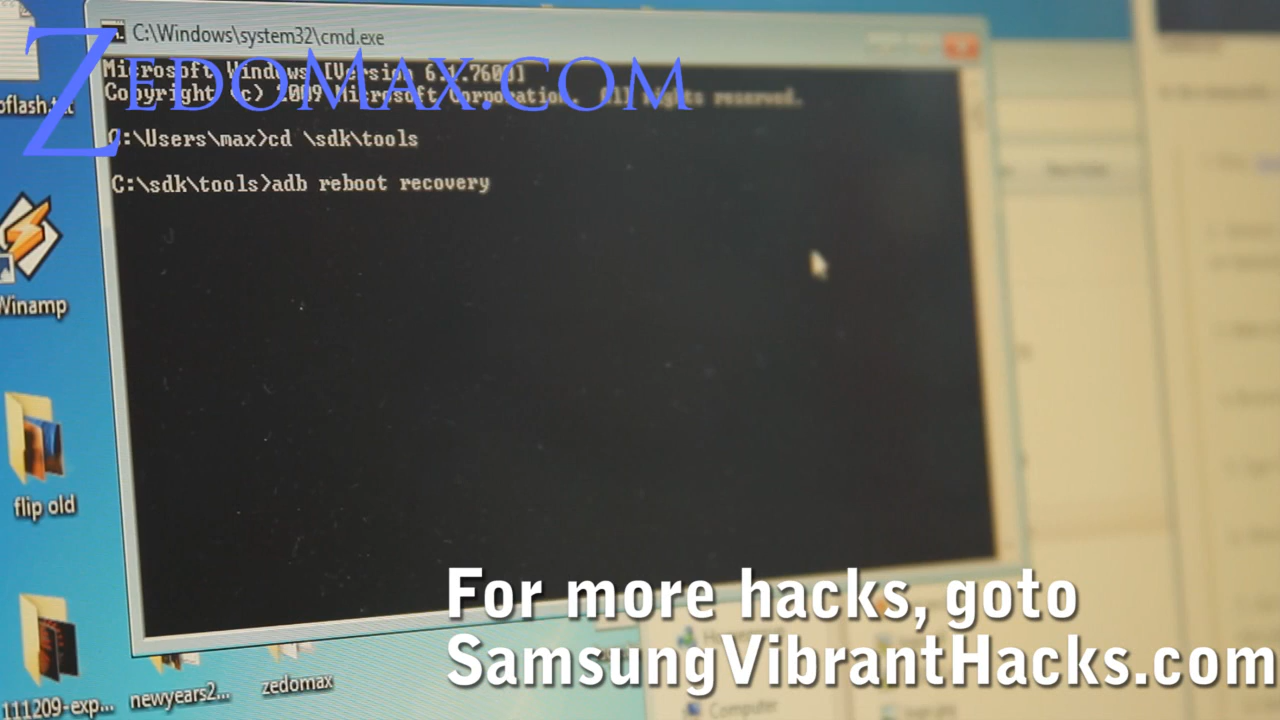 C:\Windows\system32\cmd.exe
ZEDOMAX.COM
Microsoft Windows [Version 6.1.7600]
Copyright (c) 2009 Microsoft Corporation. All rights reserved.
C:\Users\max>cd \sdk\tools
C:\sdk\tools>adb reboot recovery
Winamp
flip old
For more hacks, goto
SamsungVibrantHacks.com
111209-exp...
newyears2...
zedomax
Computer